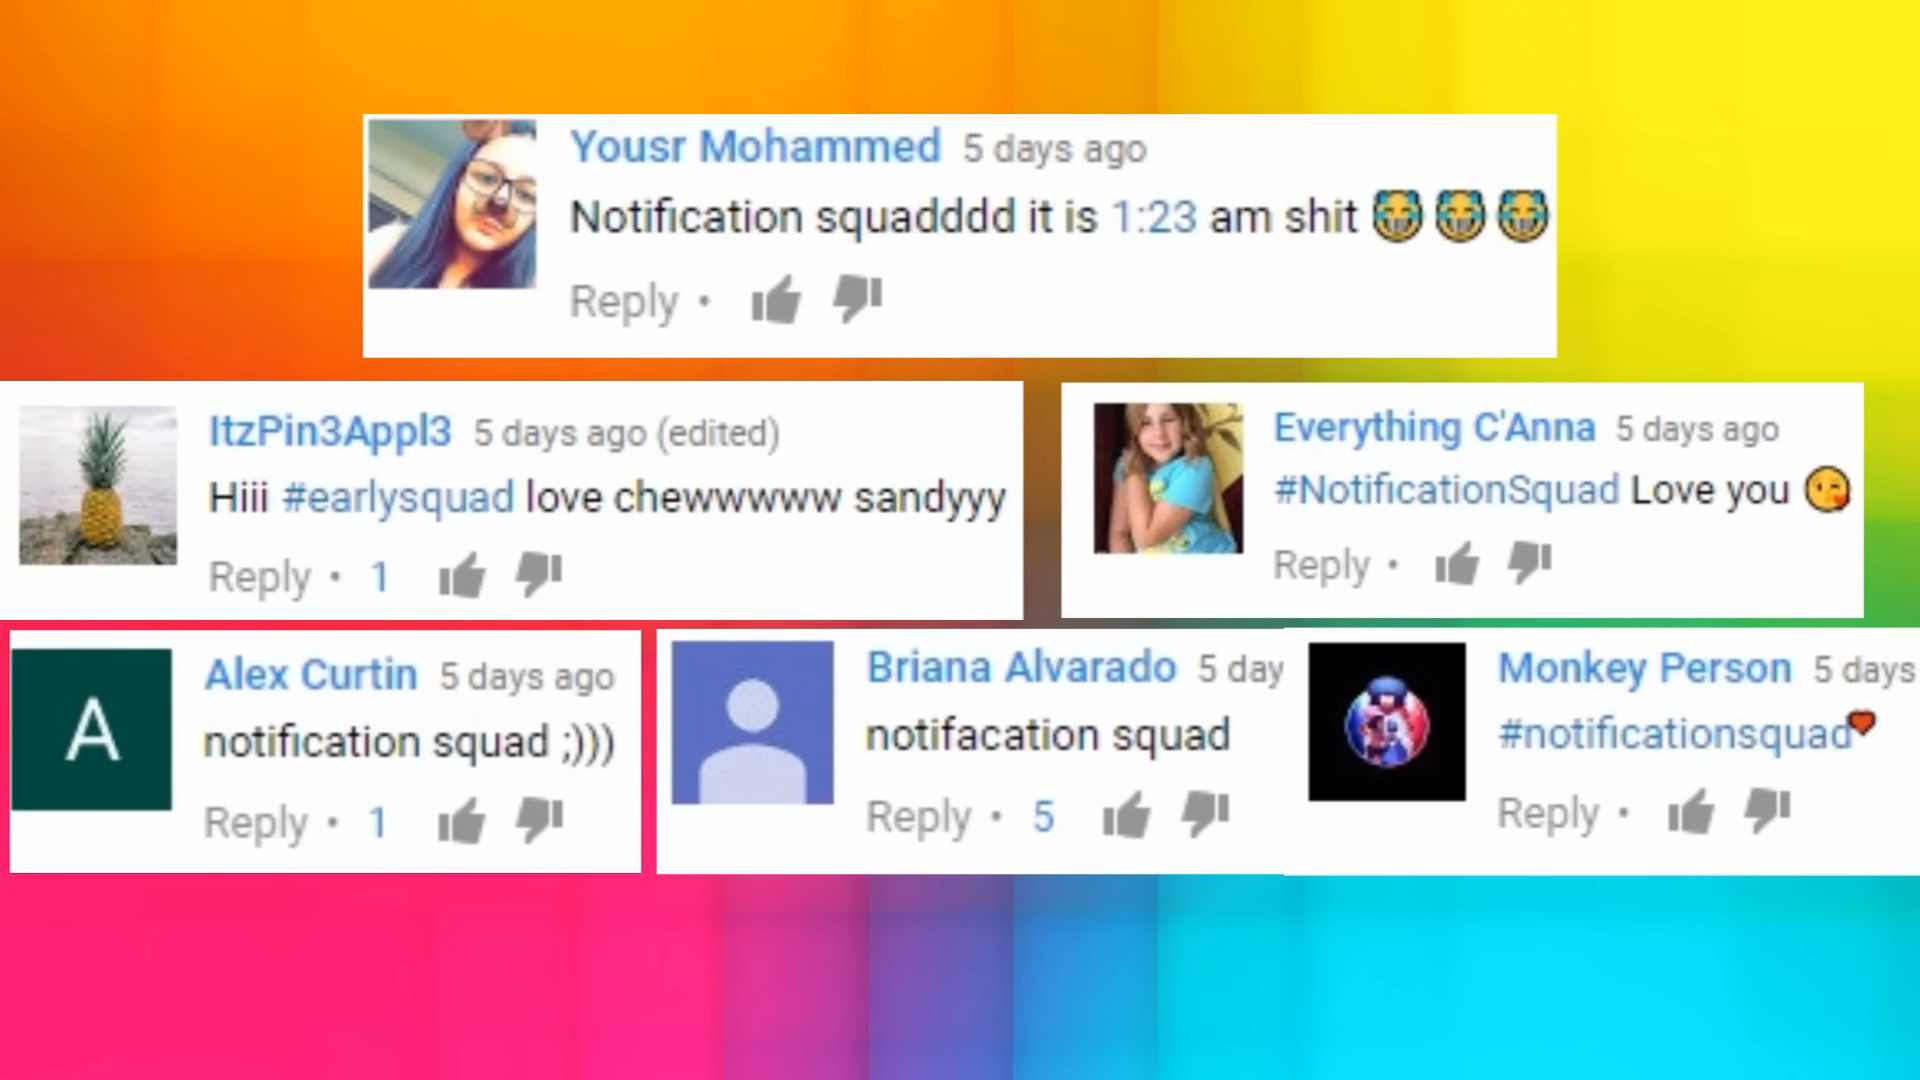 Yousr Mohammed 5 days ago
Notification squadddd it is 1:23 am shit 😂😂😂
Reply •
ItzPin3Appl3 5 days ago (edited)
Hiii #earlysquad love chewwwww sandyyy
Reply • 1
Everything C'Anna 5 days ago
#NotificationSquad Love you 😘
Reply •
A
Alex Curtin 5 days ago
notification squad ;)))
Reply • 1
Briana Alvarado 5 day
notifacation squad
Reply • 5
Monkey Person 5 days
#notificationsquad❤
Reply •